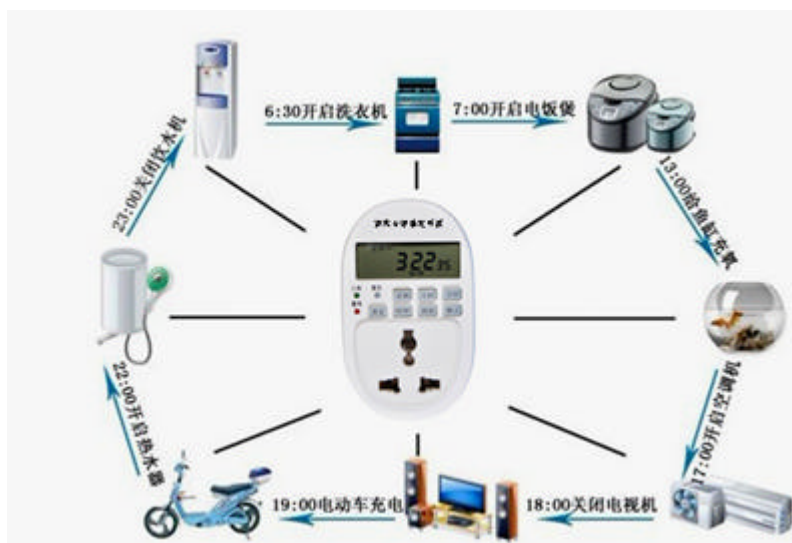 6:30开启洗衣机
7:00开启电饭煲
13:00给鱼缸充氧
17:00开启空调机
18:00关闭电视机
19:00电动车充电
22:00开启热水器
23:00关闭饮水机
3:22 35